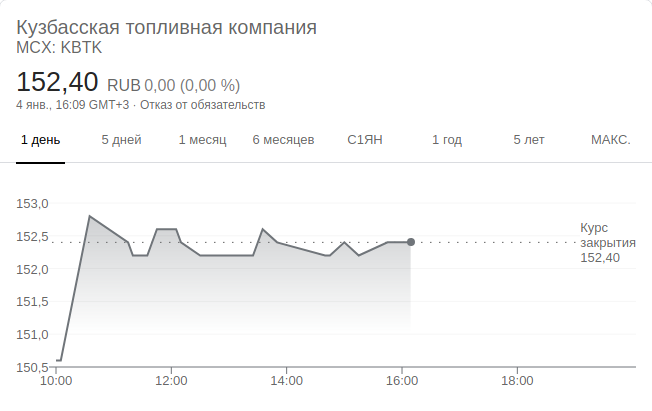 Кузбасская топливная компания
MCX: KBTK
152,40 RUB 0,00 (0,00 %)
4 янв., 16:09 GMT+3 · Отказ от обязательств
1 день 5 дней 1 месяц 6 месяцев С1ЯН 1 год 5 лет МАКС.
153,0
152,5
152,0
151,5
151,0
150,5
Курс
закрытия
152,40
10:00 12:00 14:00 16:00 18:00